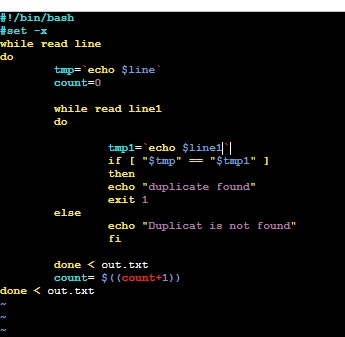 #!/bin/bash
#set -x
while read line
do
tmp=`echo $line`
count=0
while read line1
do
tmp1=`echo $line1`
if [ "$tmp" == "$tmp1" ]
then
echo "duplicate found"
exit 1
else
echo "Duplicat is not found"
fi
done < out.txt
count= $((count+1))
done < out.txt
~
~
~